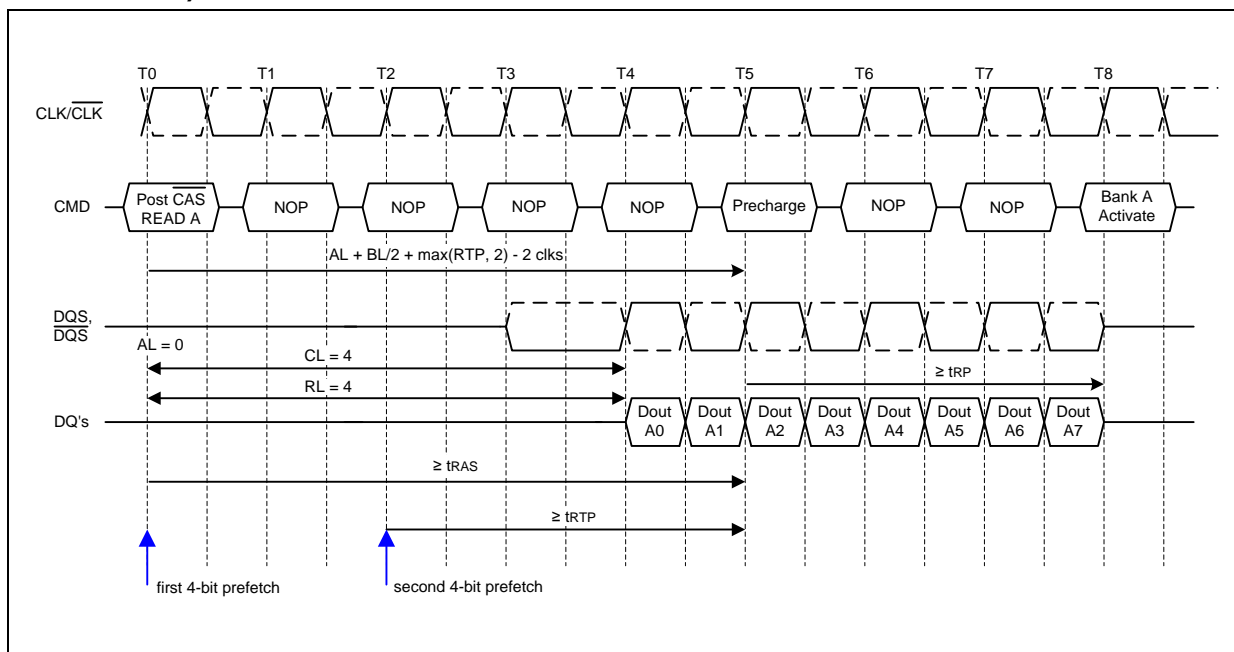 T0 T1 T2 T3 T4 T5 T6 T7 T8
CLK/CLK
CMD Post CAS READ A NOP NOP NOP NOP Precharge NOP NOP Bank A Activate
AL + BL/2 + max(RTP, 2) - 2 clks
DQS,
DQS
AL = 0
CL = 4
≥ tRP
RL = 4
DQ's Dout A0 Dout A1 Dout A2 Dout A3 Dout A4 Dout A5 Dout A6 Dout A7
≥ tRAS
≥ tRTP
first 4-bit prefetch second 4-bit prefetch